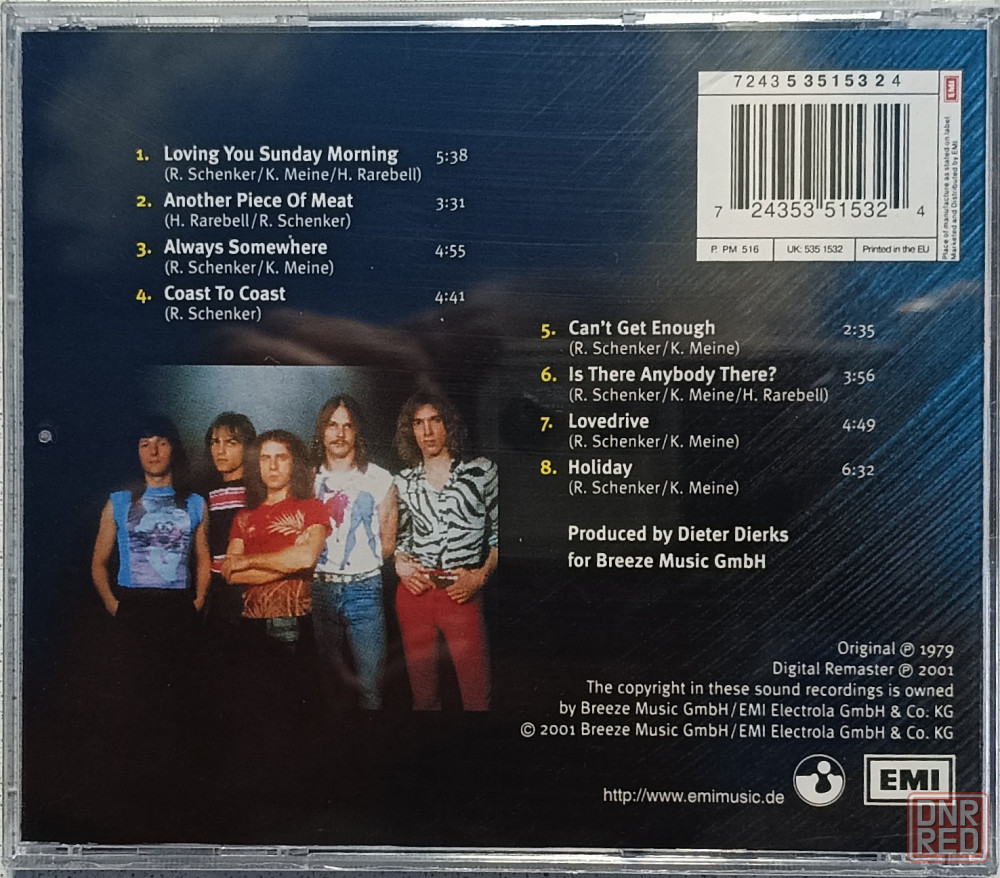 7243 5 35153 2 4
EMI
7 24353 51532 4
P. PM 516 UK: 535 1532 Printed in the EU
Place of manufacture as stated on label
Marketed and Distributed by EMI
1. Loving You Sunday Morning 5:38
(R. Schenker/K. Meine/H. Rarebell)
2. Another Piece Of Meat 3:31
(H. Rarebell/R. Schenker)
3. Always Somewhere 4:55
(R. Schenker/K. Meine)
4. Coast To Coast 4:41
(R. Schenker)
5. Can't Get Enough 2:35
(R. Schenker/K. Meine)
6. Is There Anybody There? 3:56
(R. Schenker/K. Meine/H. Rarebell)
7. Lovedrive 4:49
(R. Schenker/K. Meine)
8. Holiday 6:32
(R. Schenker/K. Meine)
Produced by Dieter Dierks
for Breeze Music GmbH
Original ℗ 1979
Digital Remaster ℗ 2001
The copyright in these sound recordings is owned
by Breeze Music GmbH/EMI Electrola GmbH & Co. KG
© 2001 Breeze Music GmbH/EMI Electrola GmbH & Co. KG
http://www.emimusic.de
EMI
DNR
RED